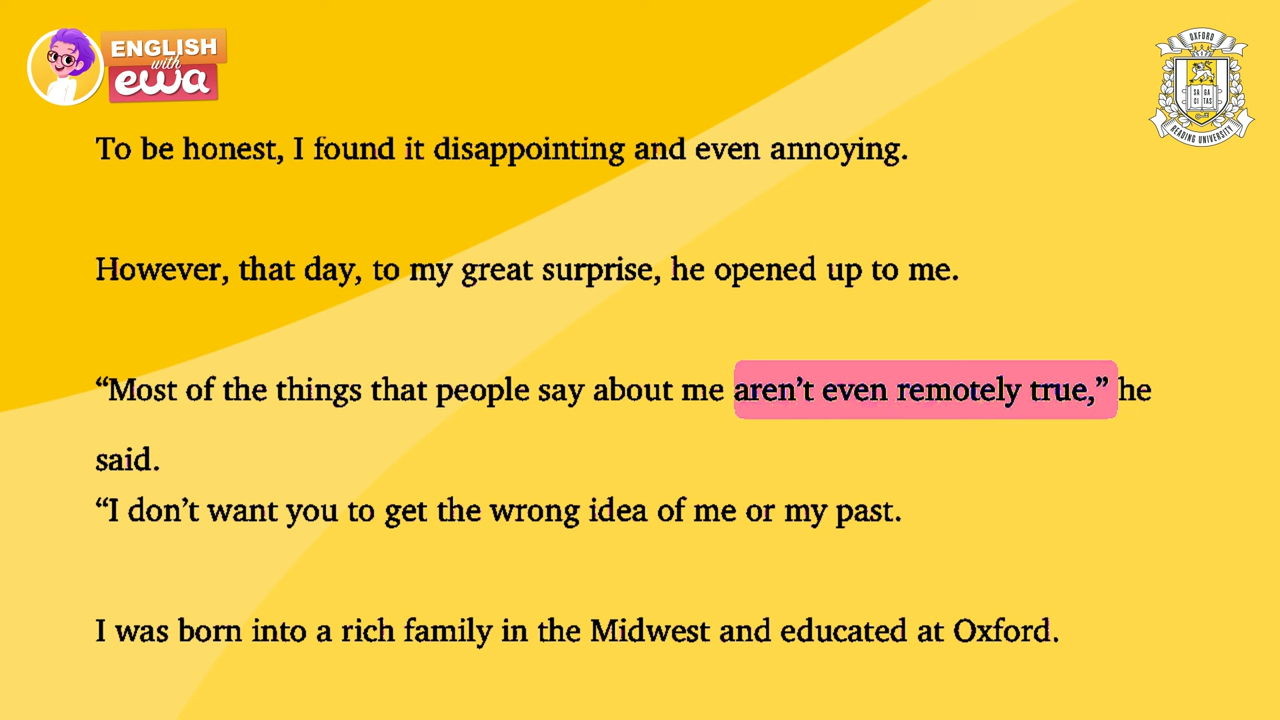 ENGLISH
with
ewa
OXFORD
SA GA
CI TAS
READING UNIVERSITY
To be honest, I found it disappointing and even annoying.
However, that day, to my great surprise, he opened up to me.
“Most of the things that people say about me aren’t even remotely true,” he
said.
“I don’t want you to get the wrong idea of me or my past.
I was born into a rich family in the Midwest and educated at Oxford.